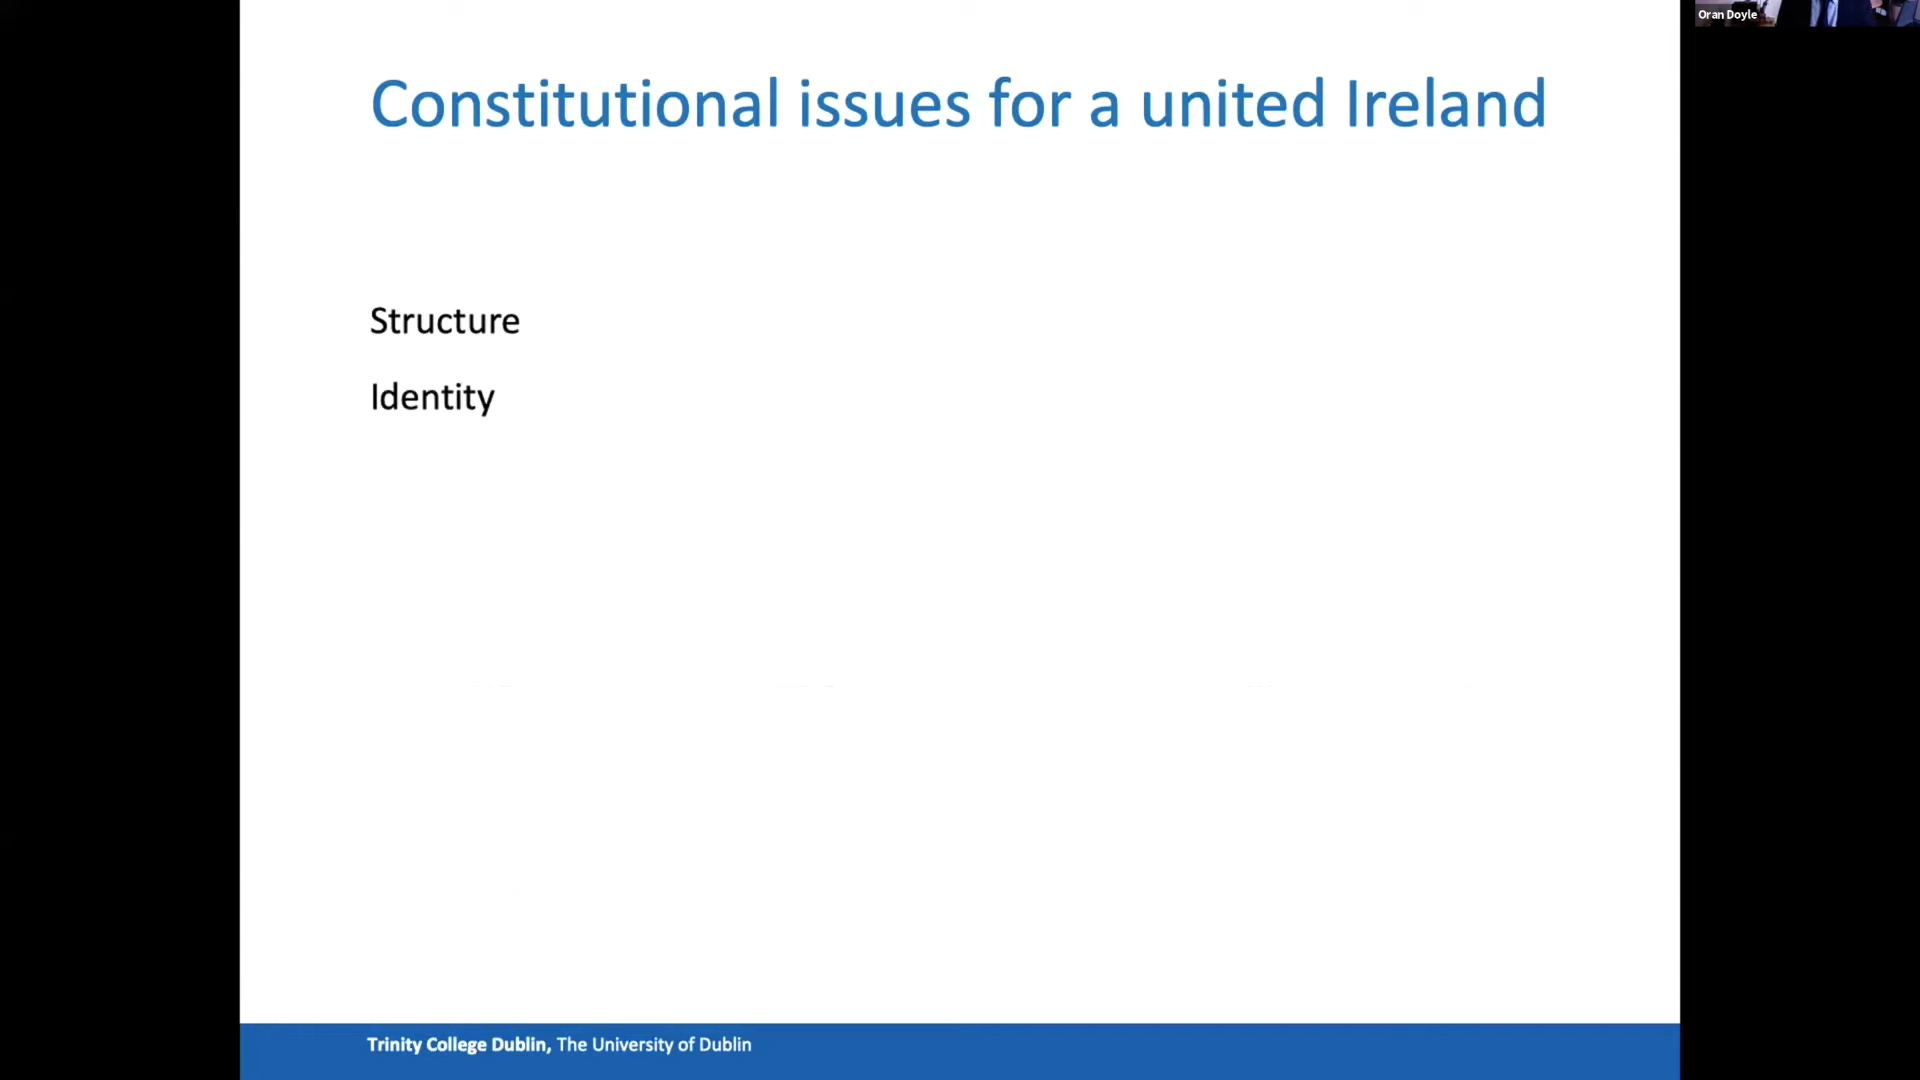 Oran Doyle
Constitutional issues for a united Ireland
Structure
Identity
Trinity College Dublin, The University of Dublin